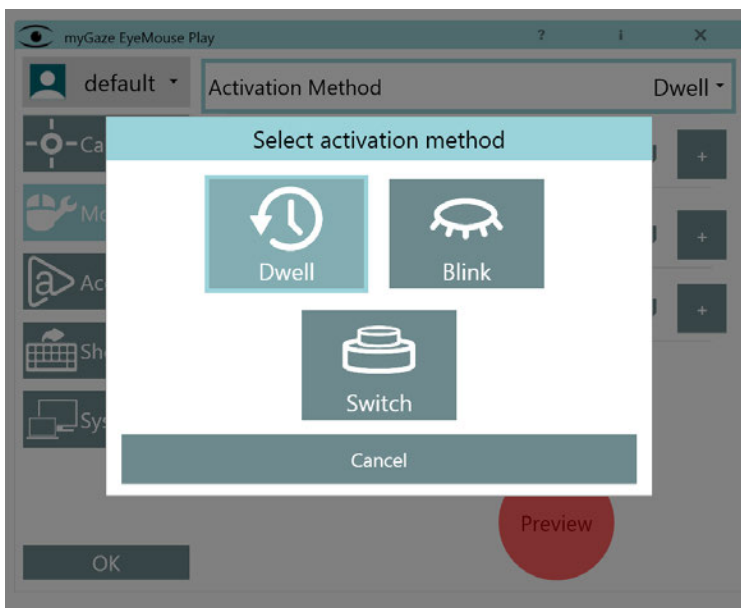 myGaze EyeMouse Play ? i ×
default
Activation Method Dwell
Select activation method
Dwell Blink
Switch
Cancel
Preview
OK